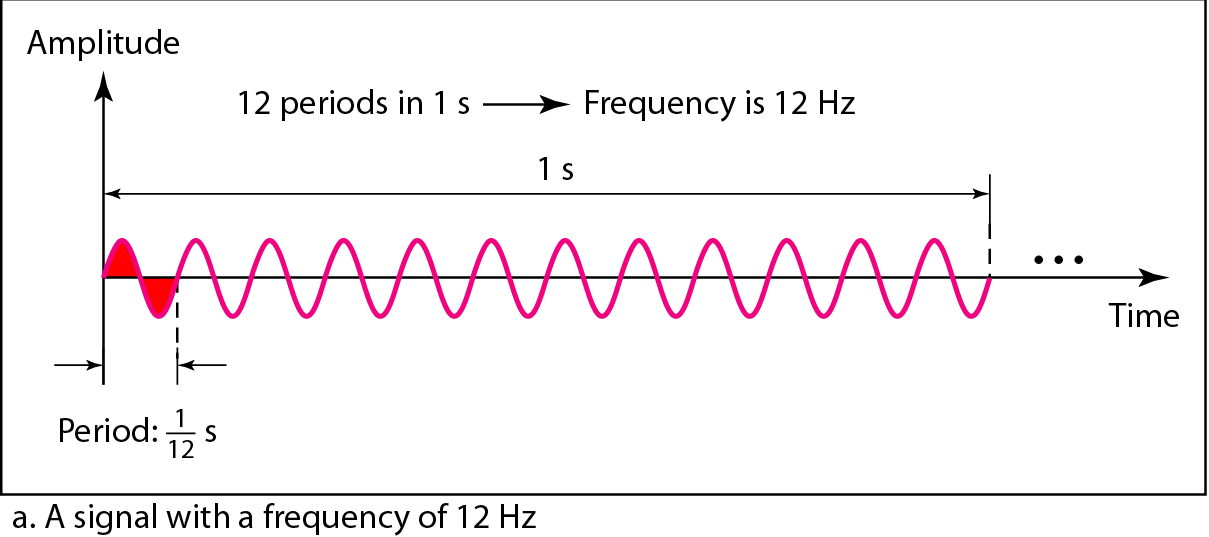 Amplitude
12 periods in 1 s Frequency is 12 Hz
1 s
...
Time
Period: 1/12 s
a. A signal with a frequency of 12 Hz